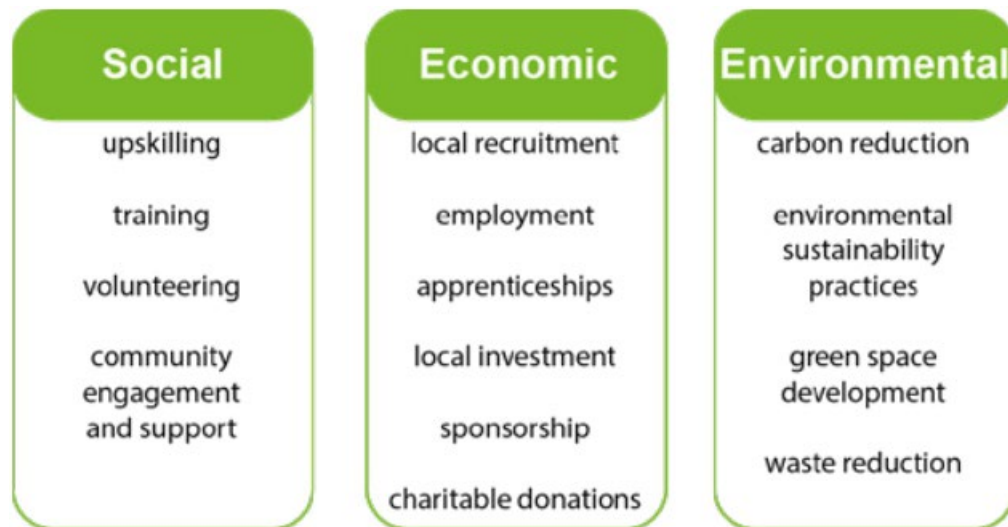 Social
upskilling
training
volunteering
community
engagement
and support
Economic
local recruitment
employment
apprenticeships
local investment
sponsorship
charitable donations
Environmental
carbon reduction
environmental
sustainability
practices
green space
development
waste reduction